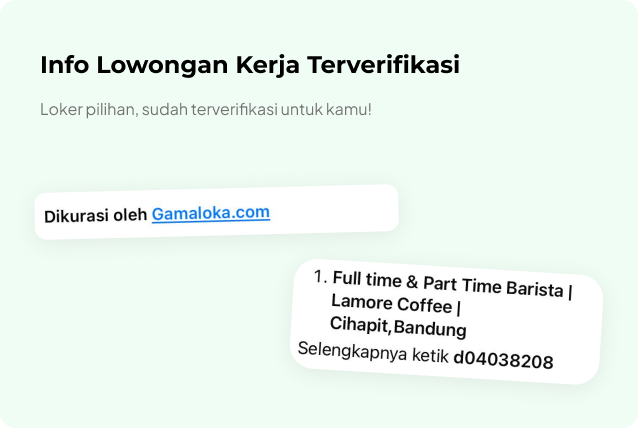 Info Lowongan Kerja Terverifikasi
Loker pilihan, sudah terverifikasi untuk kamu!
Dikurasi oleh Gamaloka.com
1. Full time & Part Time Barista |
Lamore Coffee |
Cihapit,Bandung
Selengkapnya ketik d04038208